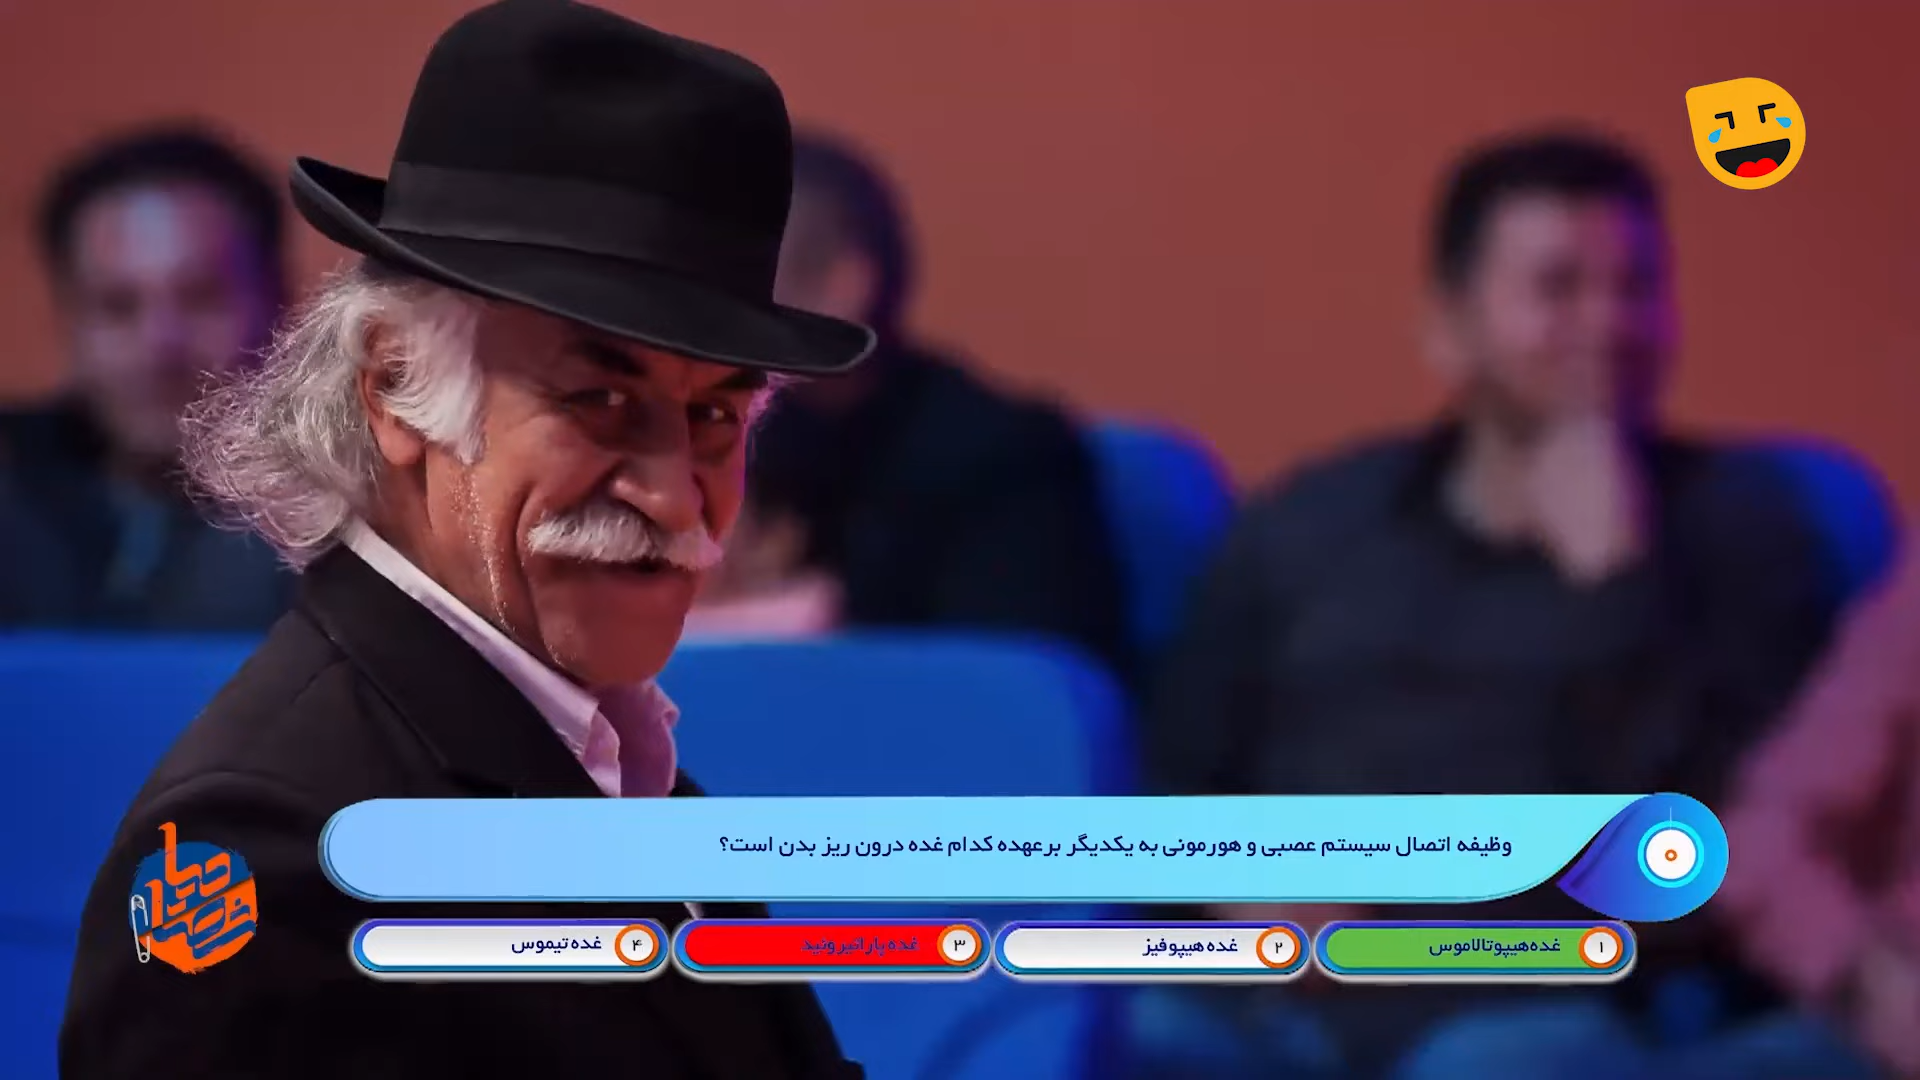 وظیفه اتصال سیستم عصبی و هورمونی به یکدیگر برعهده کدام غده درون ریز بدن است؟
۰
۱ غده‌هیپوتالاموس
۲ غده هیپوفیز
۳ غده پاراتیروئید
۴ غده تیموس